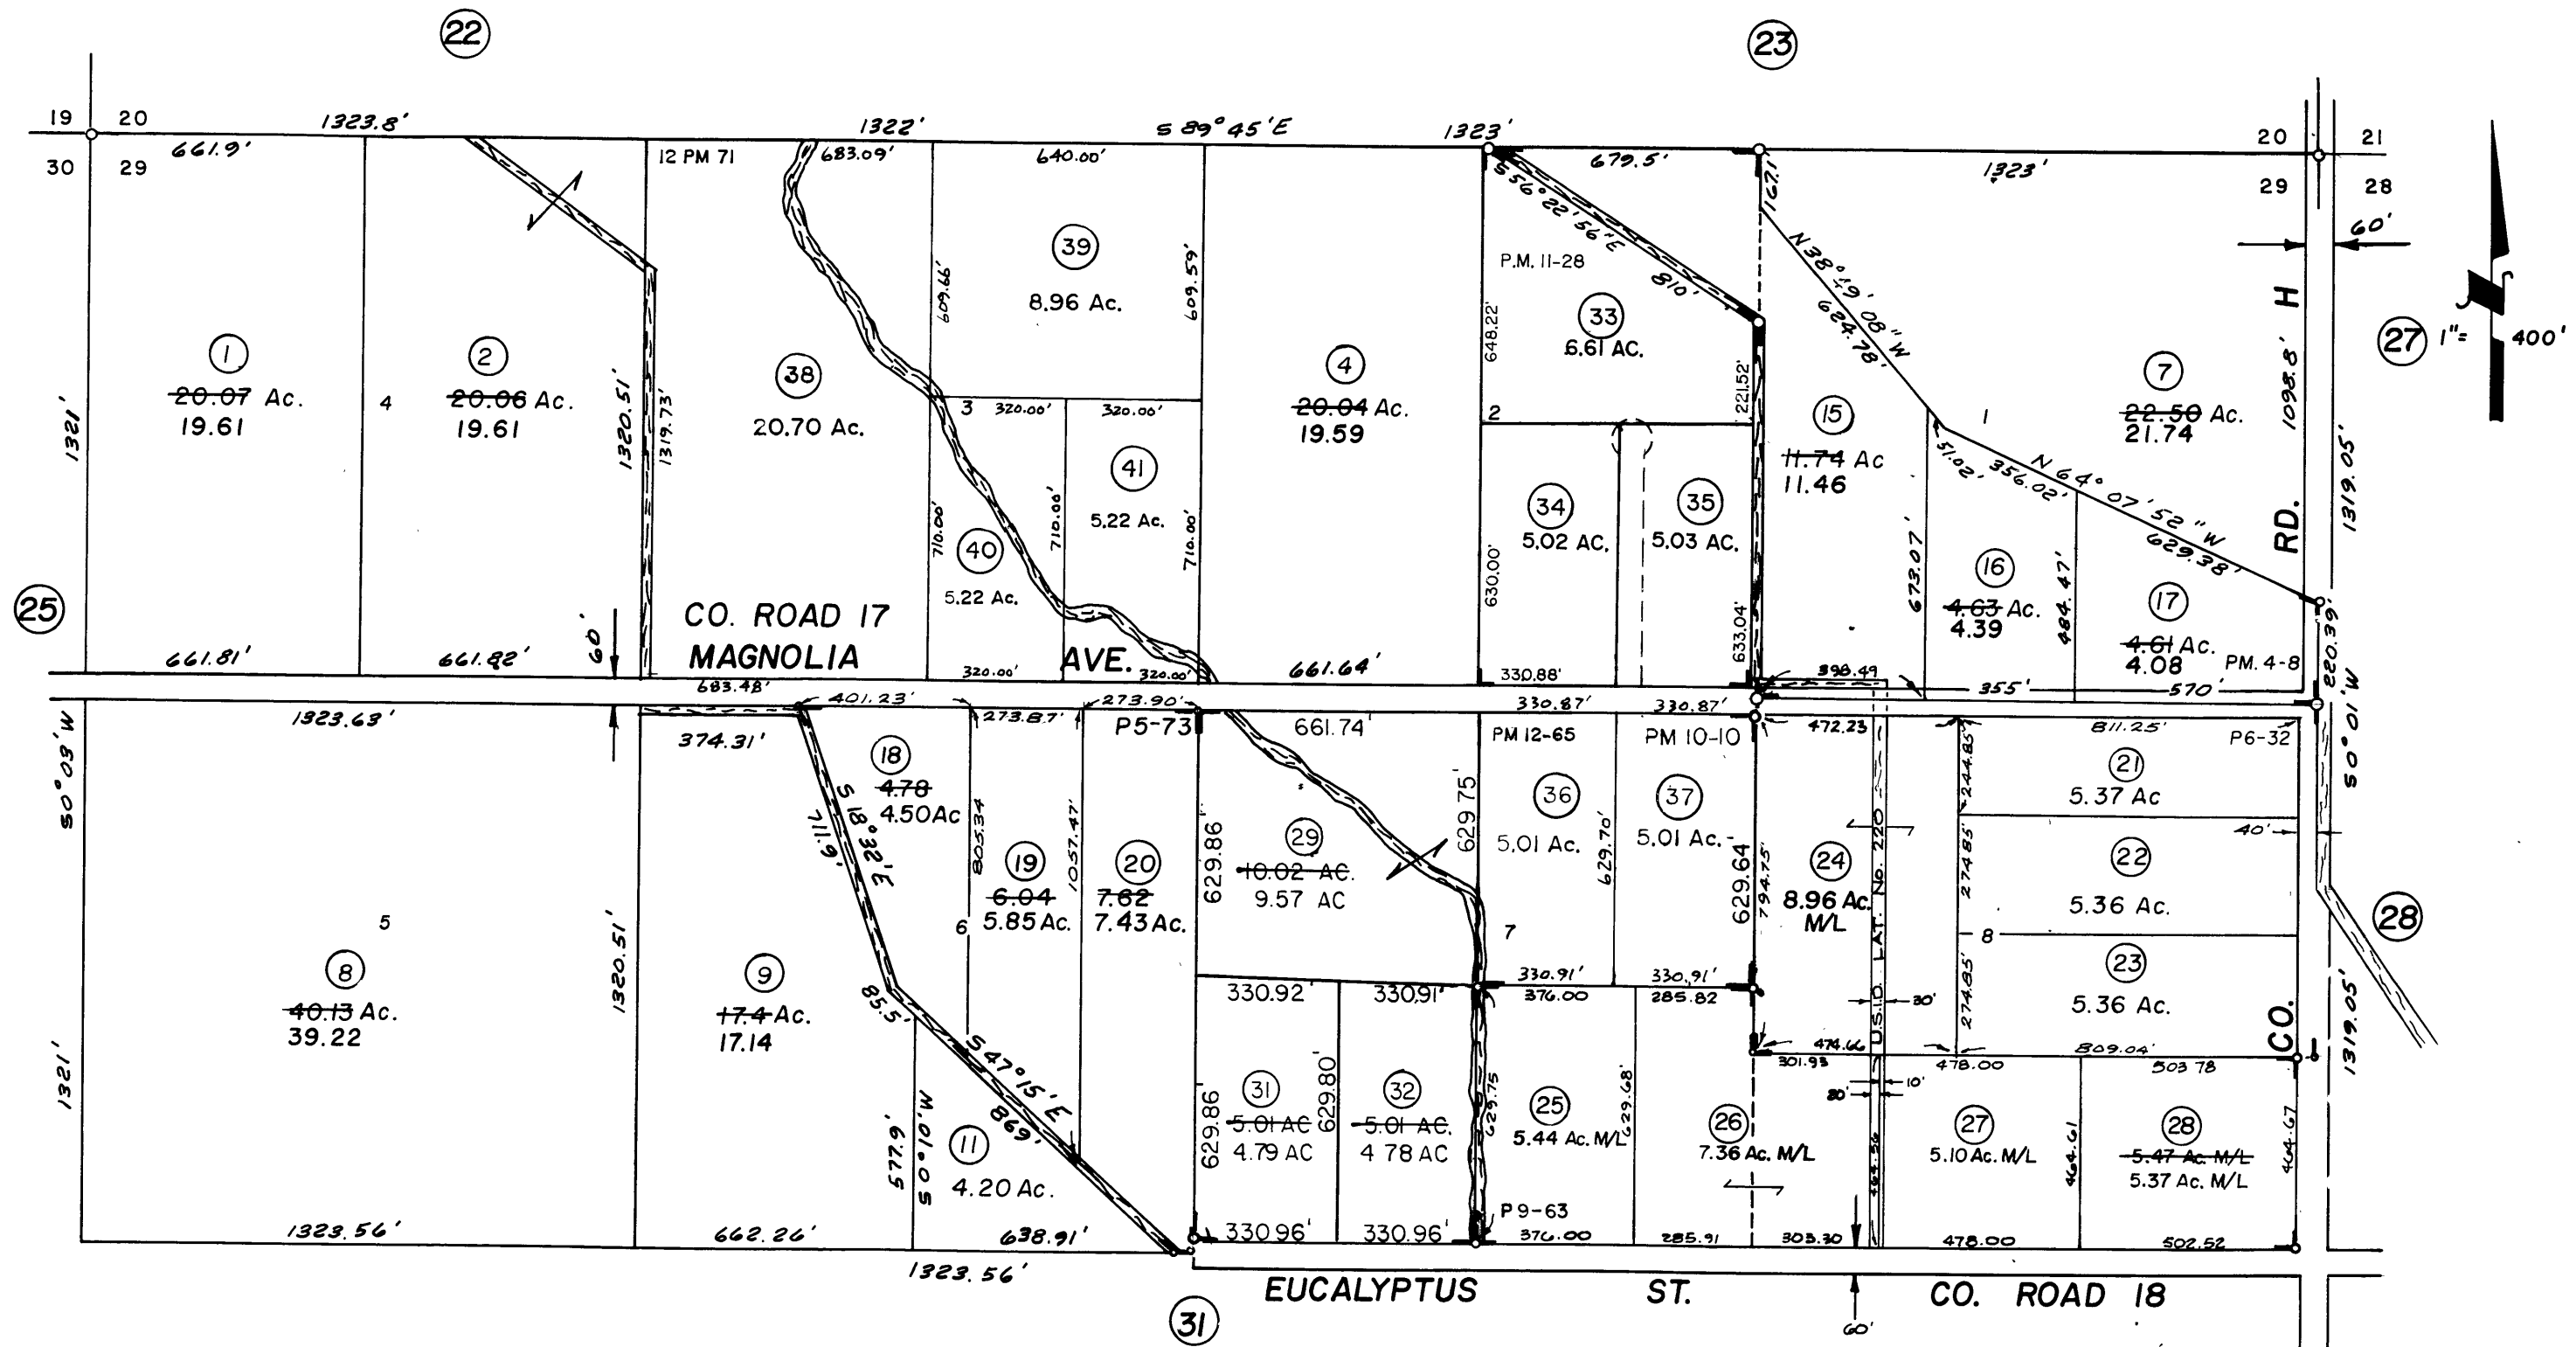 22
23
19 20
1323.8'
1322'
S 89° 45' E
1323'
20 21
661.9'
12 PM 71
683.09'
640.00'
679.5'
1323'
30 29
29 28
167.1'
60'
S 56° 22' 56" E
810'
N 38° 49' 08" W
624.78'
39
8.96 Ac.
609.66'
609.59'
P.M. 11-28
33
6.61 AC.
648.22'
221.52'
27
1"= 400'
1
20.07 Ac.
19.61
4
2
20.06 Ac.
19.61
1321'
1320.51'
1319.73'
38
20.70 Ac.
3
320.00'
320.00'
4
20.04 Ac.
19.59
2
15
11.74 Ac
11.46
1
7
22.50 Ac.
21.74
1098.8'
1319.05'
RD. H
51.02'
356.02'
N 64° 07' 52" W
629.38'
41
5.22 Ac.
710.00'
710.00'
710.00'
40
5.22 Ac.
34
5.02 AC.
35
5.03 AC.
630.00'
633.04'
673.07'
16
4.63 Ac.
4.39
484.47'
17
4.61 Ac.
4.08
PM. 4-8
220.39'
25
CO. ROAD 17
MAGNOLIA AVE.
60'
661.81'
661.82'
683.48'
320.00'
320.00'
661.64'
330.88'
398.49
355'
570'
1323.63'
401.23'
273.87'
273.90'
330.87'
330.87'
472.23
811.25'
S 0° 03' W
S 0° 01' W
374.31'
P5-73
661.74'
PM 12-65
PM 10-10
P6-32
18
4.78
4.50Ac
S 18° 32' E
711.9'
805.34
1057.47'
19
6.04
5.85 Ac.
20
7.62
7.43 Ac.
6
629.86'
29
10.02 AC.
9.57 AC
629.75'
36
5.01 Ac.
629.70'
37
5.01 Ac.
629.64'
794.75'
24
8.96 Ac.
M/L
U.S.I.D. LAT. No. 220
244.85'
274.85'
274.85'
21
5.37 Ac
40'
22
5.36 Ac.
8
23
5.36 Ac.
28
5
8
40.13 Ac.
39.22
1321'
1320.51'
9
17.4 Ac.
17.14
85.5'
S 47° 15' E
869'
7
330.91'
330.91'
330.92'
330.91'
376.00
285.82
30'
474.66
301.93
809.04'
478.00
503.78
CO.
1319.05'
577.9'
S 0° 10' W
11
4.20 Ac.
629.86
31
5.01 AC
4.79 AC
629.80'
32
5.01 AC.
4.78 AC
629.75
25
5.44 Ac. M/L
629.68'
26
7.36 Ac. M/L
10'
464.56
27
5.10 Ac. M/L
464.61
28
5.47 Ac. M/L
5.37 Ac. M/L
464.67
P9-63
1323.56'
662.26'
638.91'
330.96'
330.96'
376.00
285.91
303.30
478.00
502.52
1323.56'
EUCALYPTUS ST. CO. ROAD 18
31
60'